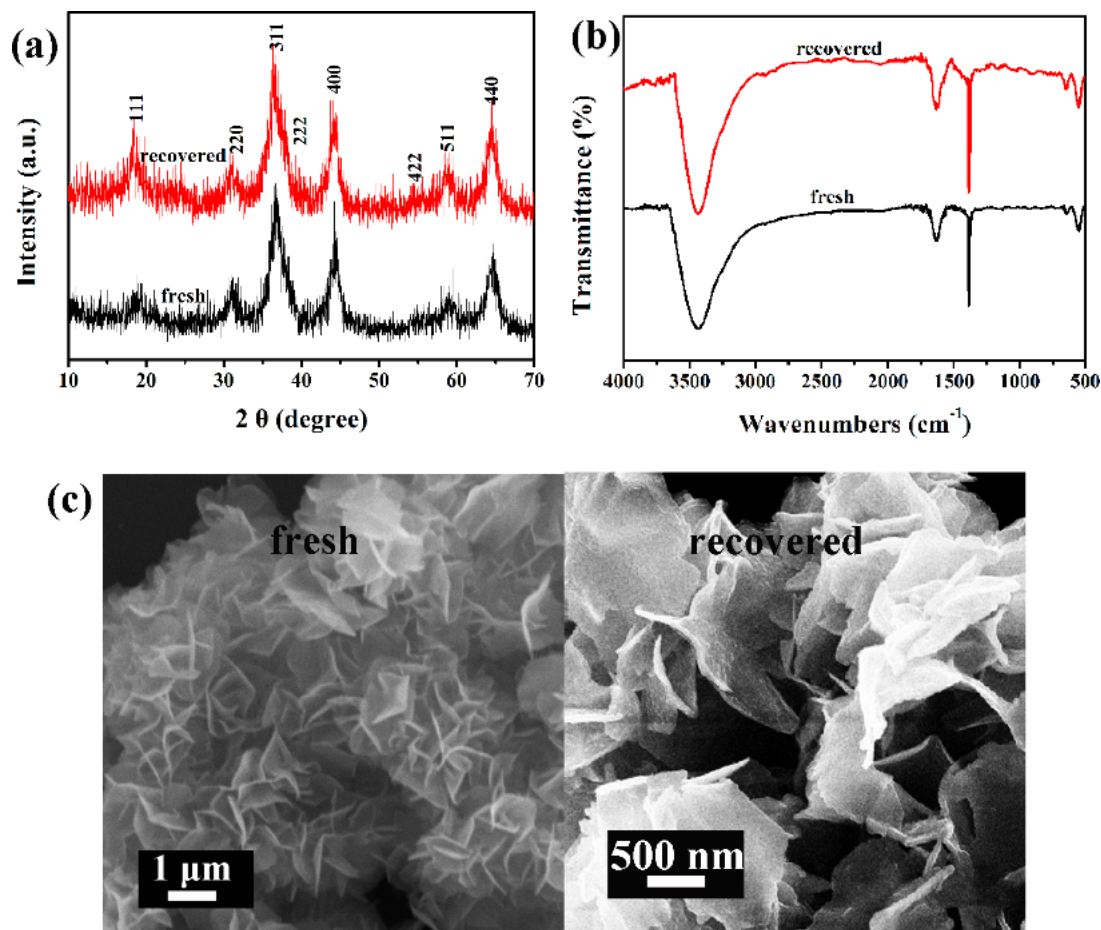 (a)
311
111
400
440
220
222
511
422
recovered
fresh
Intensity (a.u.)
10 20 30 40 50 60 70
2 θ (degree)
(b)
recovered
fresh
Transmittance (%)
4000 3500 3000 2500 2000 1500 1000 500
Wavenumbers (cm⁻¹)
(c)
fresh
1 μm
recovered
500 nm